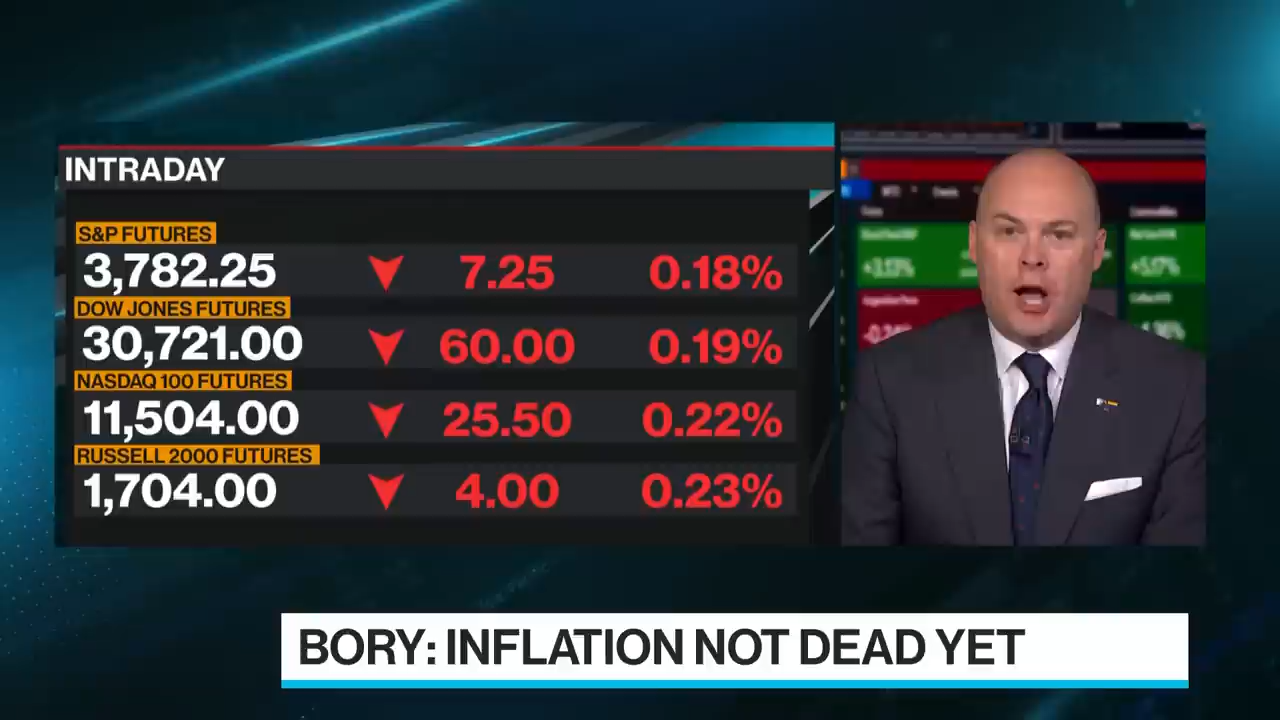 INTRADAY
S&P FUTURES
3,782.25 7.25 0.18%
DOW JONES FUTURES
30,721.00 60.00 0.19%
NASDAQ 100 FUTURES
11,504.00 25.50 0.22%
RUSSELL 2000 FUTURES
1,704.00 4.00 0.23%
BORY: INFLATION NOT DEAD YET